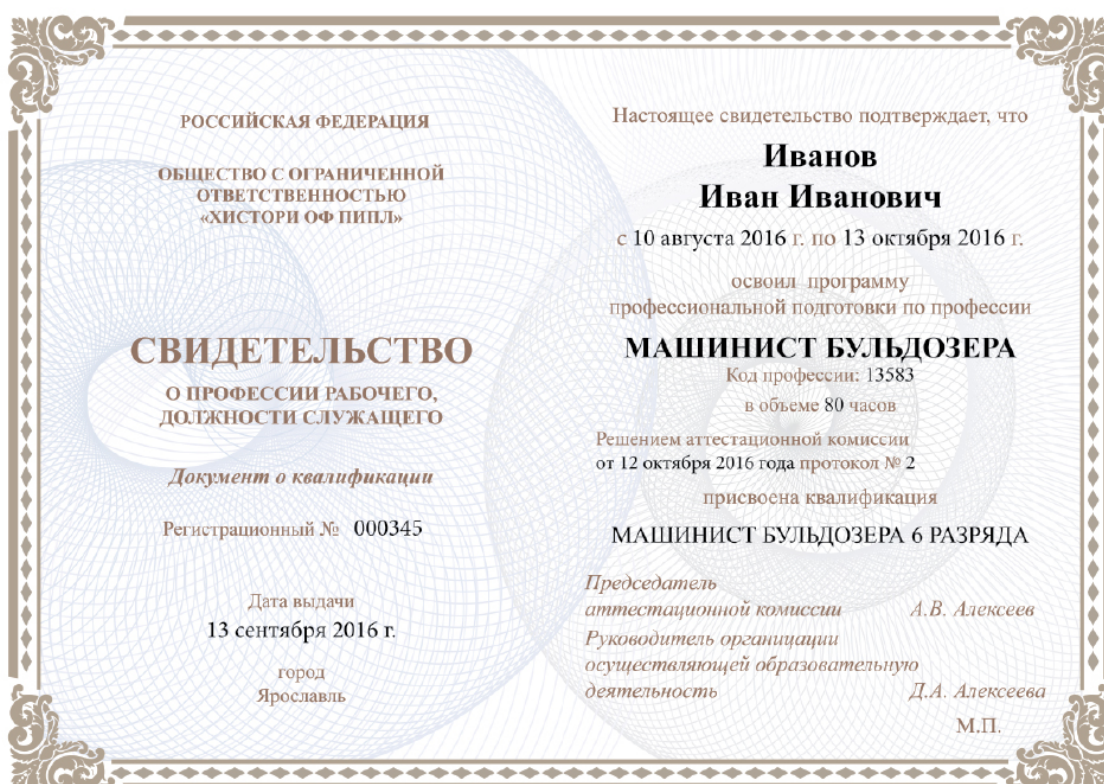 РОССИЙСКАЯ ФЕДЕРАЦИЯ
ОБЩЕСТВО С ОГРАНИЧЕННОЙ
ОТВЕТСТВЕННОСТЬЮ
«ХИСТОРИ ОФ ПИПЛ»
СВИДЕТЕЛЬСТВО
О ПРОФЕССИИ РАБОЧЕГО,
ДОЛЖНОСТИ СЛУЖАЩЕГО
Документ о квалификации
Регистрационный № 000345
Дата выдачи
13 сентября 2016 г.
город
Ярославль
Настоящее свидетельство подтверждает, что
Иванов
Иван Иванович
с 10 августа 2016 г. по 13 октября 2016 г.
освоил программу
профессиональной подготовки по профессии
МАШИНИСТ БУЛЬДОЗЕРА
Код профессии: 13583
в объеме 80 часов
Решением аттестационной комиссии
от 12 октября 2016 года протокол № 2
присвоена квалификация
МАШИНИСТ БУЛЬДОЗЕРА 6 РАЗРЯДА
Председатель
аттестационной комиссии А.В. Алексеев
Руководитель органицации
осуществляющей образовательную
деятельность Д.А. Алексеева
М.П.